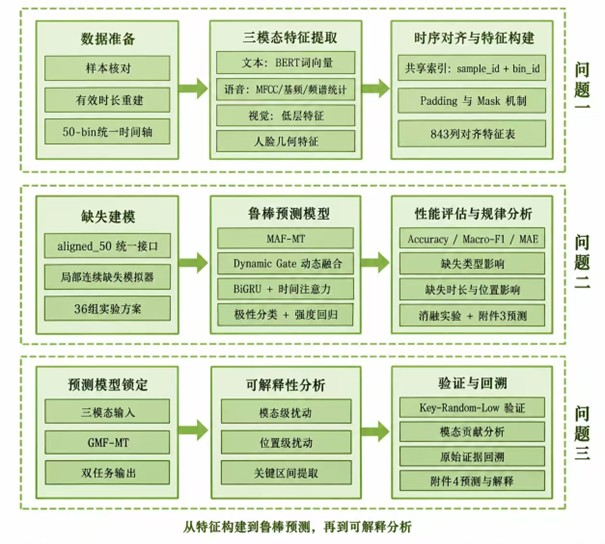 数据准备
样本核对
有效时长重建
50-bin统一时间轴
三模态特征提取
文本：BERT词向量
语音：MFCC/基频/频谱统计
视觉：低层特征
人脸几何特征
时序对齐与特征构建
共享索引：sample_id + bin_id
Padding 与 Mask 机制
843列对齐特征表
问题一
缺失建模
aligned_50 统一接口
局部连续缺失模拟器
36组实验方案
鲁棒预测模型
MAF-MT
Dynamic Gate 动态融合
BiGRU + 时间注意力
极性分类 + 强度回归
性能评估与规律分析
Accuracy / Macro-F1 / MAE
缺失类型影响
缺失时长与位置影响
消融实验 + 附件3预测
问题二
预测模型锁定
三模态输入
GMF-MT
双任务输出
可解释性分析
模态级扰动
位置级扰动
关键区间提取
验证与回溯
Key-Random-Low 验证
模态贡献分析
原始证据回溯
附件4预测与解释
问题三
从特征构建到鲁棒预测，再到可解释分析